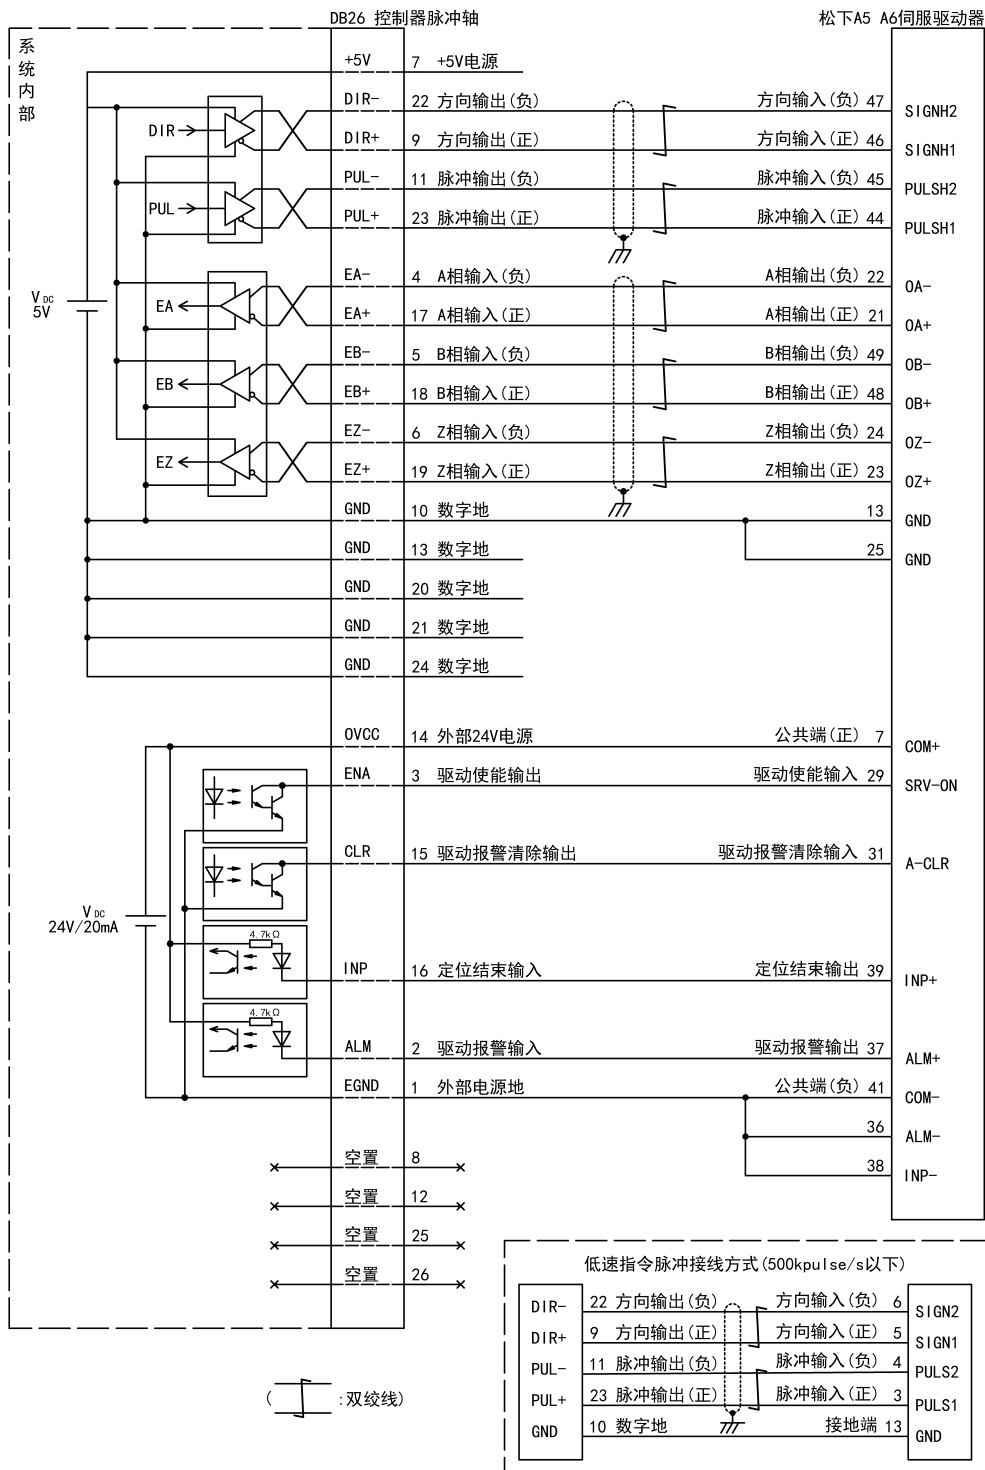 DB26 控制器脉冲轴
松下A5 A6伺服驱动器
系统内部
+5V 7 +5V电源
DIR- 22 方向输出(负) 方向输入(负) 47 SIGNH2
DIR
DIR+ 9 方向输出(正) 方向输入(正) 46 SIGNH1
PUL- 11 脉冲输出(负) 脉冲输入(负) 45 PULSH2
PUL
PUL+ 23 脉冲输出(正) 脉冲输入(正) 44 PULSH1
EA- 4 A相输入(负) A相输出(负) 22 OA-
VDC
5V
EA
EA+ 17 A相输入(正) A相输出(正) 21 OA+
EB- 5 B相输入(负) B相输出(负) 49 OB-
EB
EB+ 18 B相输入(正) B相输出(正) 48 OB+
EZ- 6 Z相输入(负) Z相输出(负) 24 OZ-
EZ
EZ+ 19 Z相输入(正) Z相输出(正) 23 OZ+
GND 10 数字地 13 GND
GND 13 数字地 25 GND
GND 20 数字地
GND 21 数字地
GND 24 数字地
OVCC 14 外部24V电源 公共端(正) 7 COM+
ENA 3 驱动使能输出 驱动使能输入 29 SRV-ON
CLR 15 驱动报警清除输出 驱动报警清除输入 31 A-CLR
VDC
24V/20mA
4.7kΩ
INP 16 定位结束输入 定位结束输出 39 INP+
4.7kΩ
ALM 2 驱动报警输入 驱动报警输出 37 ALM+
EGND 1 外部电源地 公共端(负) 41 COM-
36 ALM-
空置 8
38 INP-
空置 12
空置 25
空置 26
低速指令脉冲接线方式(500kpulse/s以下)
DIR- 22 方向输出(负) 方向输入(负) 6 SIGN2
DIR+ 9 方向输出(正) 方向输入(正) 5 SIGN1
PUL- 11 脉冲输出(负) 脉冲输入(负) 4 PULS2
PUL+ 23 脉冲输出(正) 脉冲输入(正) 3 PULS1
GND 10 数字地 接地端 13 GND
( :双绞线)